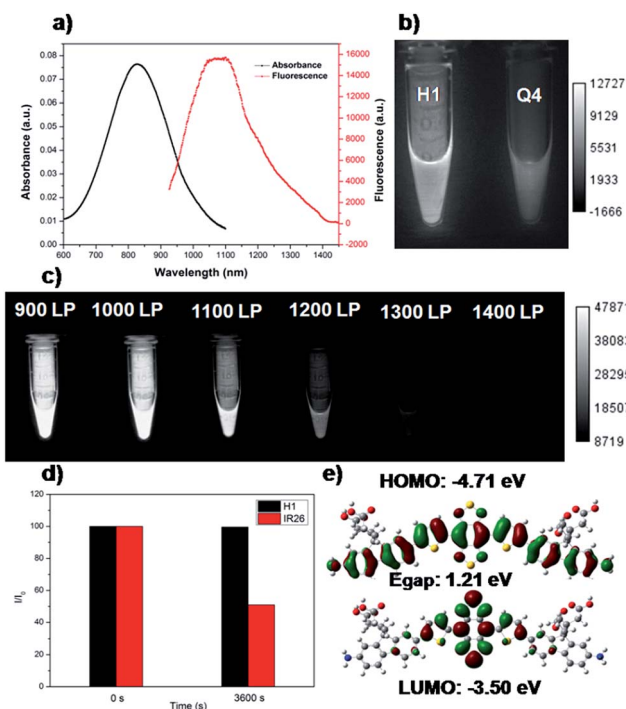 a)
0.08
0.07
0.06
0.05
0.04
0.03
0.02
0.01
0.00
Absorbance (a.u.)
Absorbance
Fluorescence
16000
14000
12000
10000
8000
6000
4000
2000
0
-2000
Fluorescence (a.u.)
600 700 800 900 1000 1100 1200 1300 1400
Wavelength (nm)
b)
H1 Q4
12727
9129
5531
1933
-1666
c)
900 LP 1000 LP 1100 LP 1200 LP 1300 LP 1400 LP
47871
38083
28295
18507
8719
d)
120
100
80
60
40
20
0
I/I₀
H1
IR26
0 s 3600 s
Time (s)
e)
HOMO: -4.71 eV
Egap: 1.21 eV
LUMO: -3.50 eV